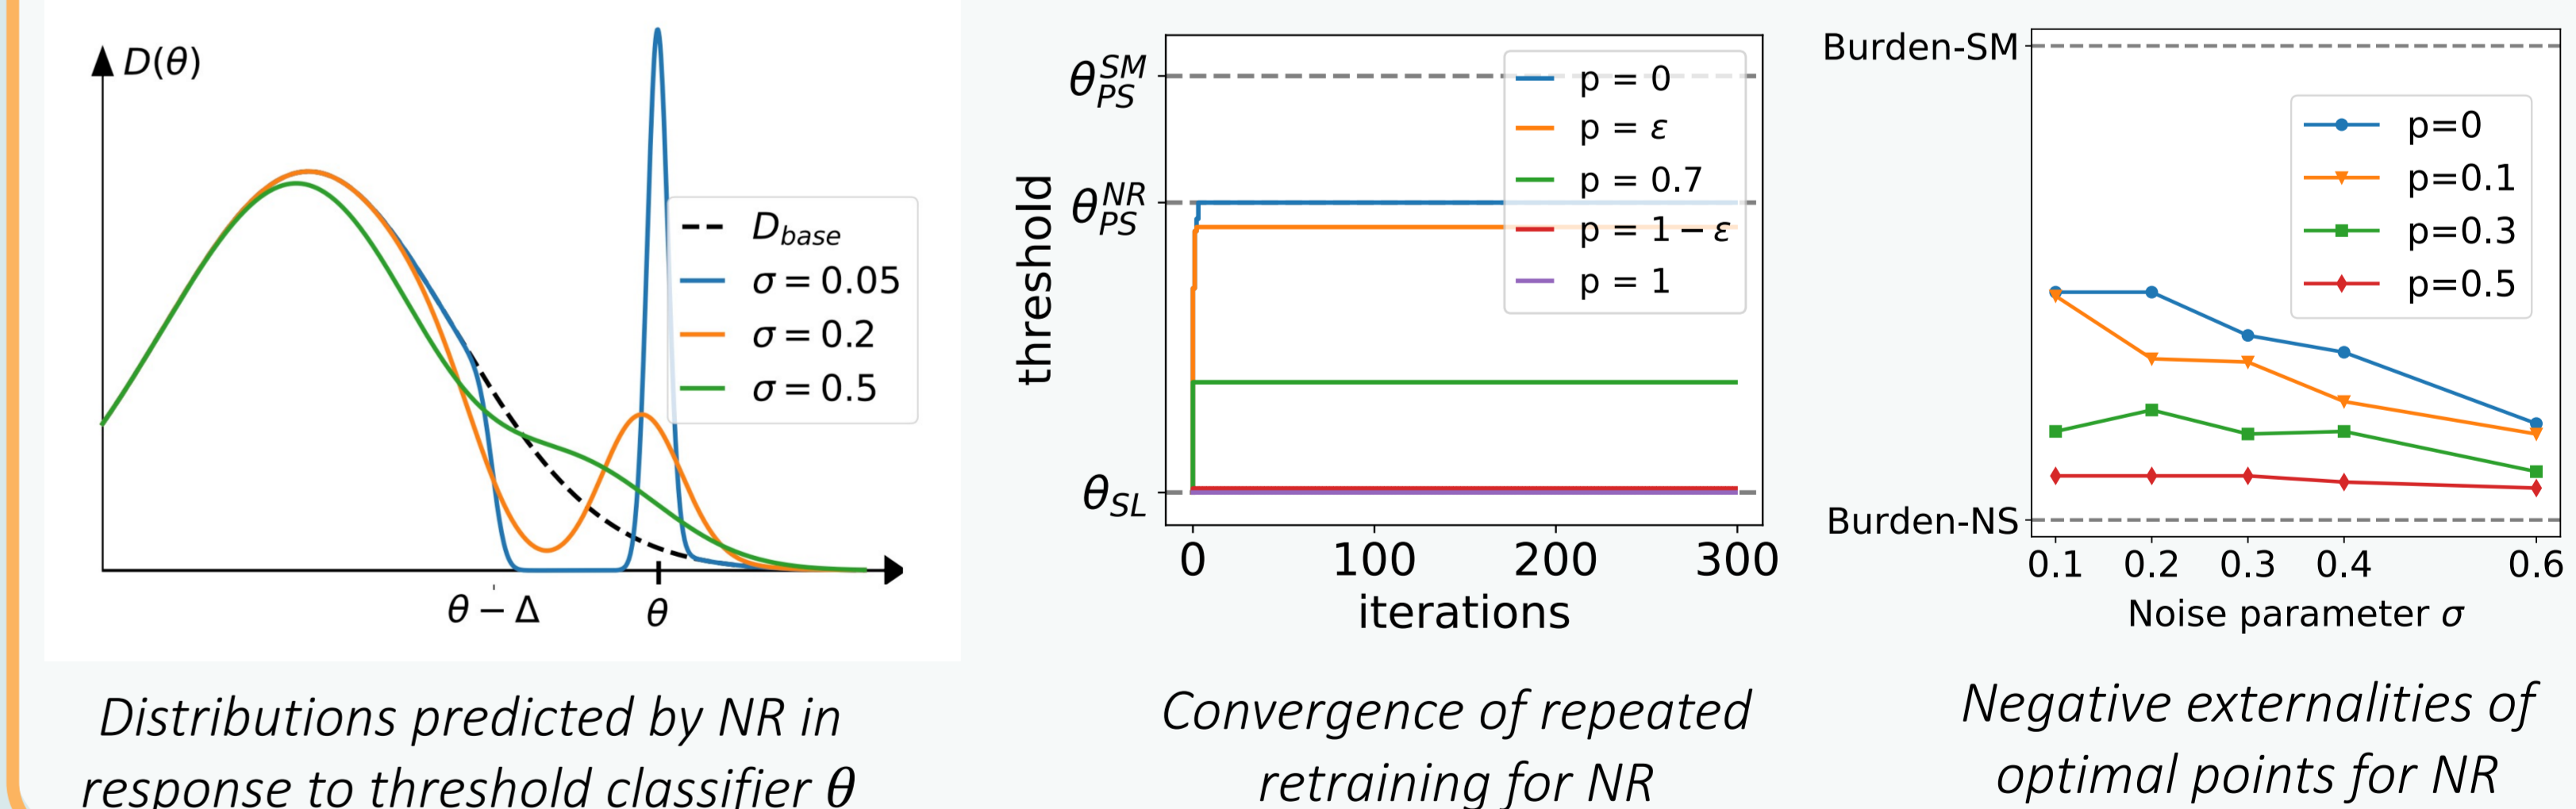 D(θ)
D_base
σ = 0.05
σ = 0.2
σ = 0.5
θ − Δ
θ
Distributions predicted by NR in
response to threshold classifier θ
θ_PS^SM
θ_PS^NR
θ_SL
threshold
p = 0
p = ε
p = 0.7
p = 1 − ε
p = 1
0 100 200 300
iterations
Convergence of repeated
retraining for NR
Burden-SM
Burden-NS
p=0
p=0.1
p=0.3
p=0.5
0.1 0.2 0.3 0.4 0.6
Noise parameter σ
Negative externalities of
optimal points for NR